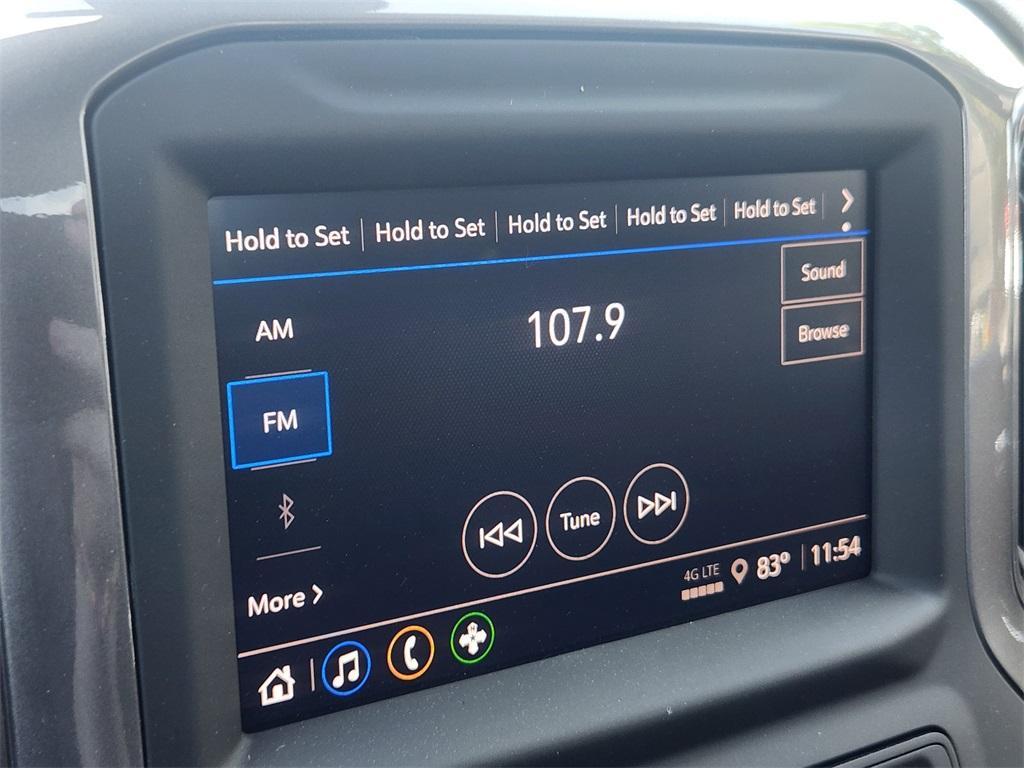 Hold to Set Hold to Set Hold to Set Hold to Set Hold to Set
Sound
AM 107.9
Browse
FM
Tune
More
4G LTE 83° 11:54